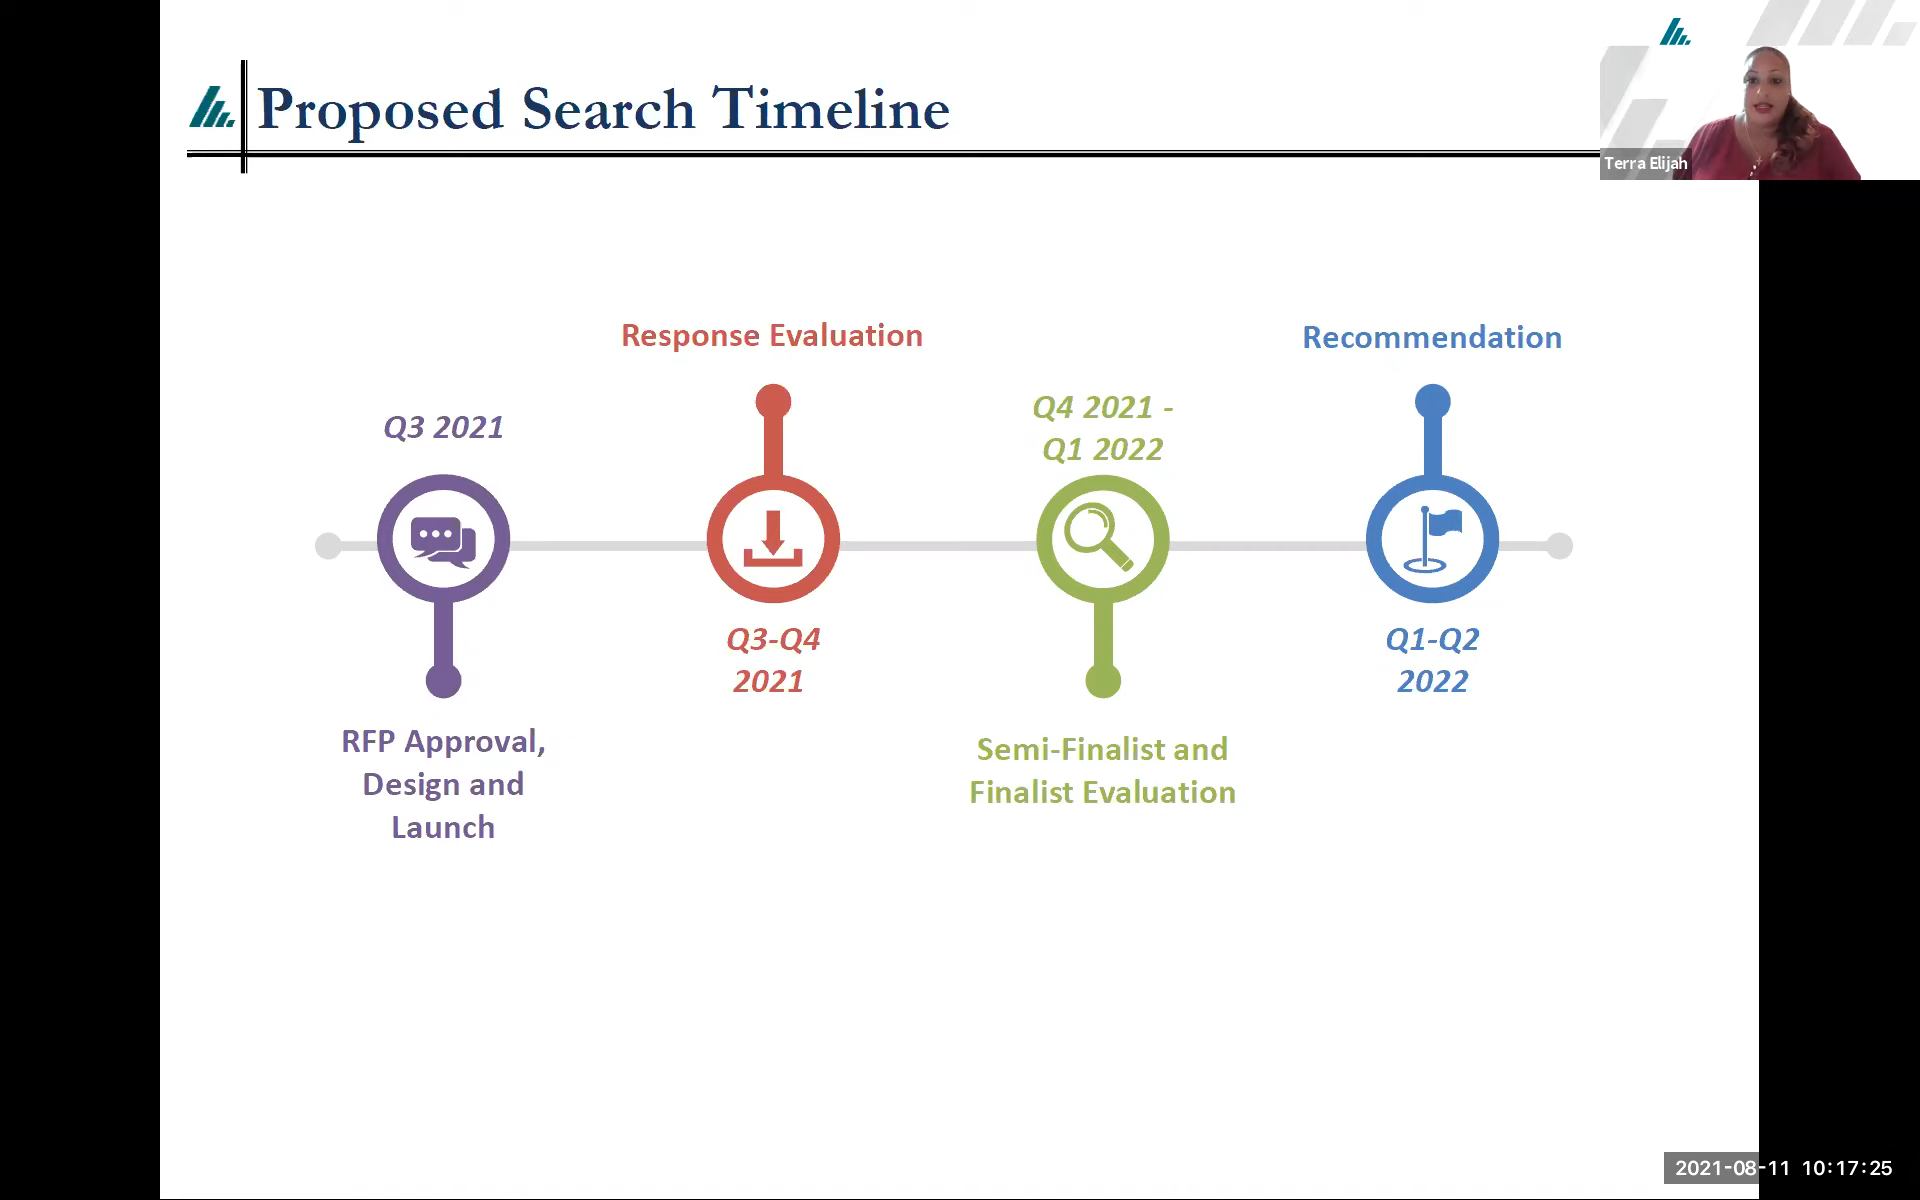 Proposed Search Timeline
Terra Elijah
Response Evaluation
Recommendation
Q3 2021
Q4 2021 -
Q1 2022
Q3-Q4
2021
Q1-Q2
2022
RFP Approval,
Design and
Launch
Semi-Finalist and
Finalist Evaluation
2021-08-11 10:17:25